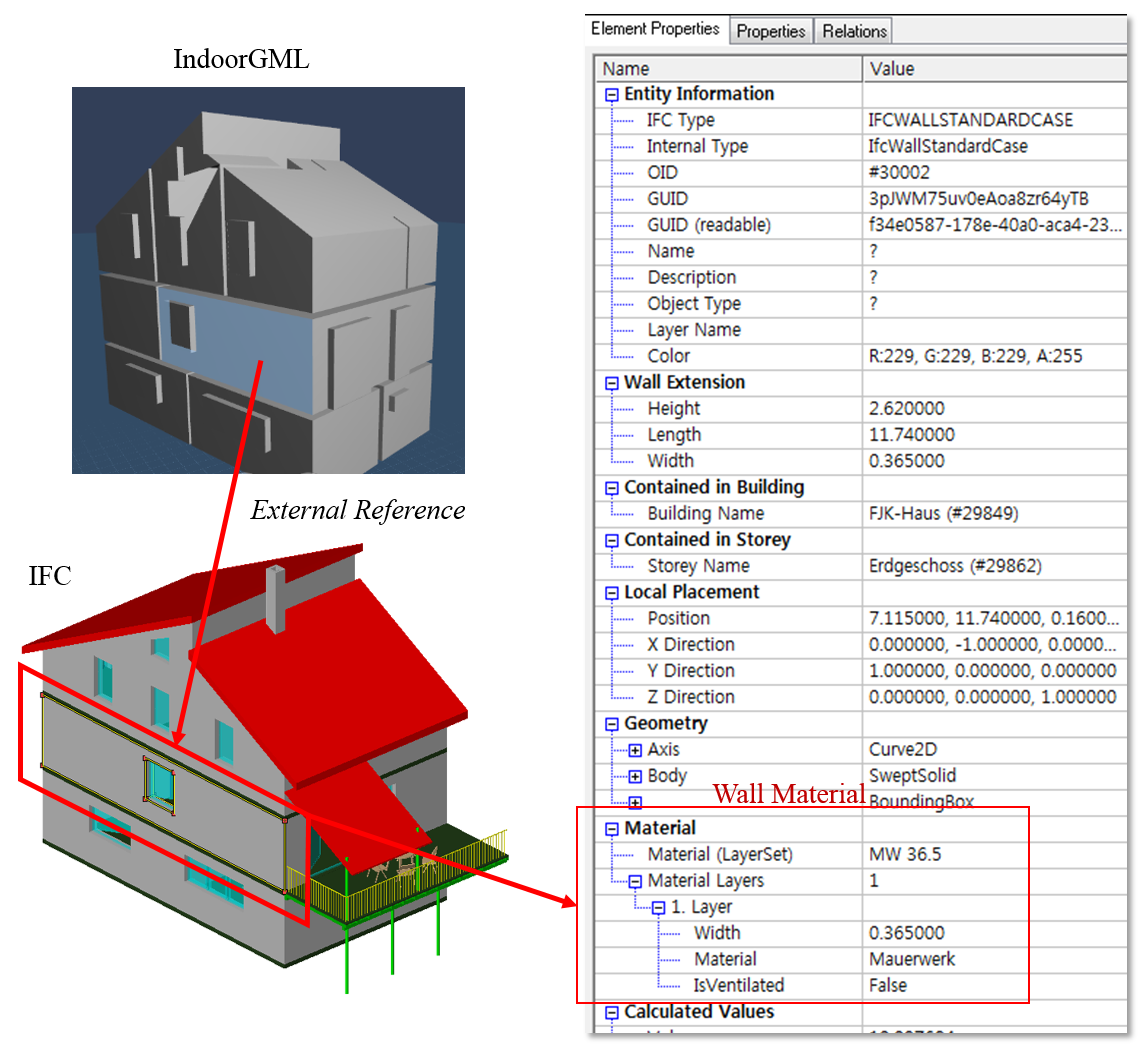 IndoorGML
External Reference
IFC
Element Properties Properties Relations
Name Value
Entity Information
IFC Type IFCWALLSTANDARDCASE
Internal Type IfcWallStandardCase
OID #30002
GUID 3pJWM75uv0eAoa8zr64yTB
GUID (readable) f34e0587-178e-40a0-aca4-23...
Name ?
Description ?
Object Type ?
Layer Name
Color R:229, G:229, B:229, A:255
Wall Extension
Height 2.620000
Length 11.740000
Width 0.365000
Contained in Building
Building Name FJK-Haus (#29849)
Contained in Storey
Storey Name Erdgeschoss (#29862)
Local Placement
Position 7.115000, 11.740000, 0.1600...
X Direction 0.000000, -1.000000, 0.0000...
Y Direction 1.000000, 0.000000, 0.000000
Z Direction 0.000000, 0.000000, 1.000000
Geometry
Axis Curve2D
Body SweptSolid
Wall Material
BoundingBox
Material
Material (LayerSet) MW 36.5
Material Layers 1
1. Layer
Width 0.365000
Material Mauerwerk
IsVentilated False
Calculated Values